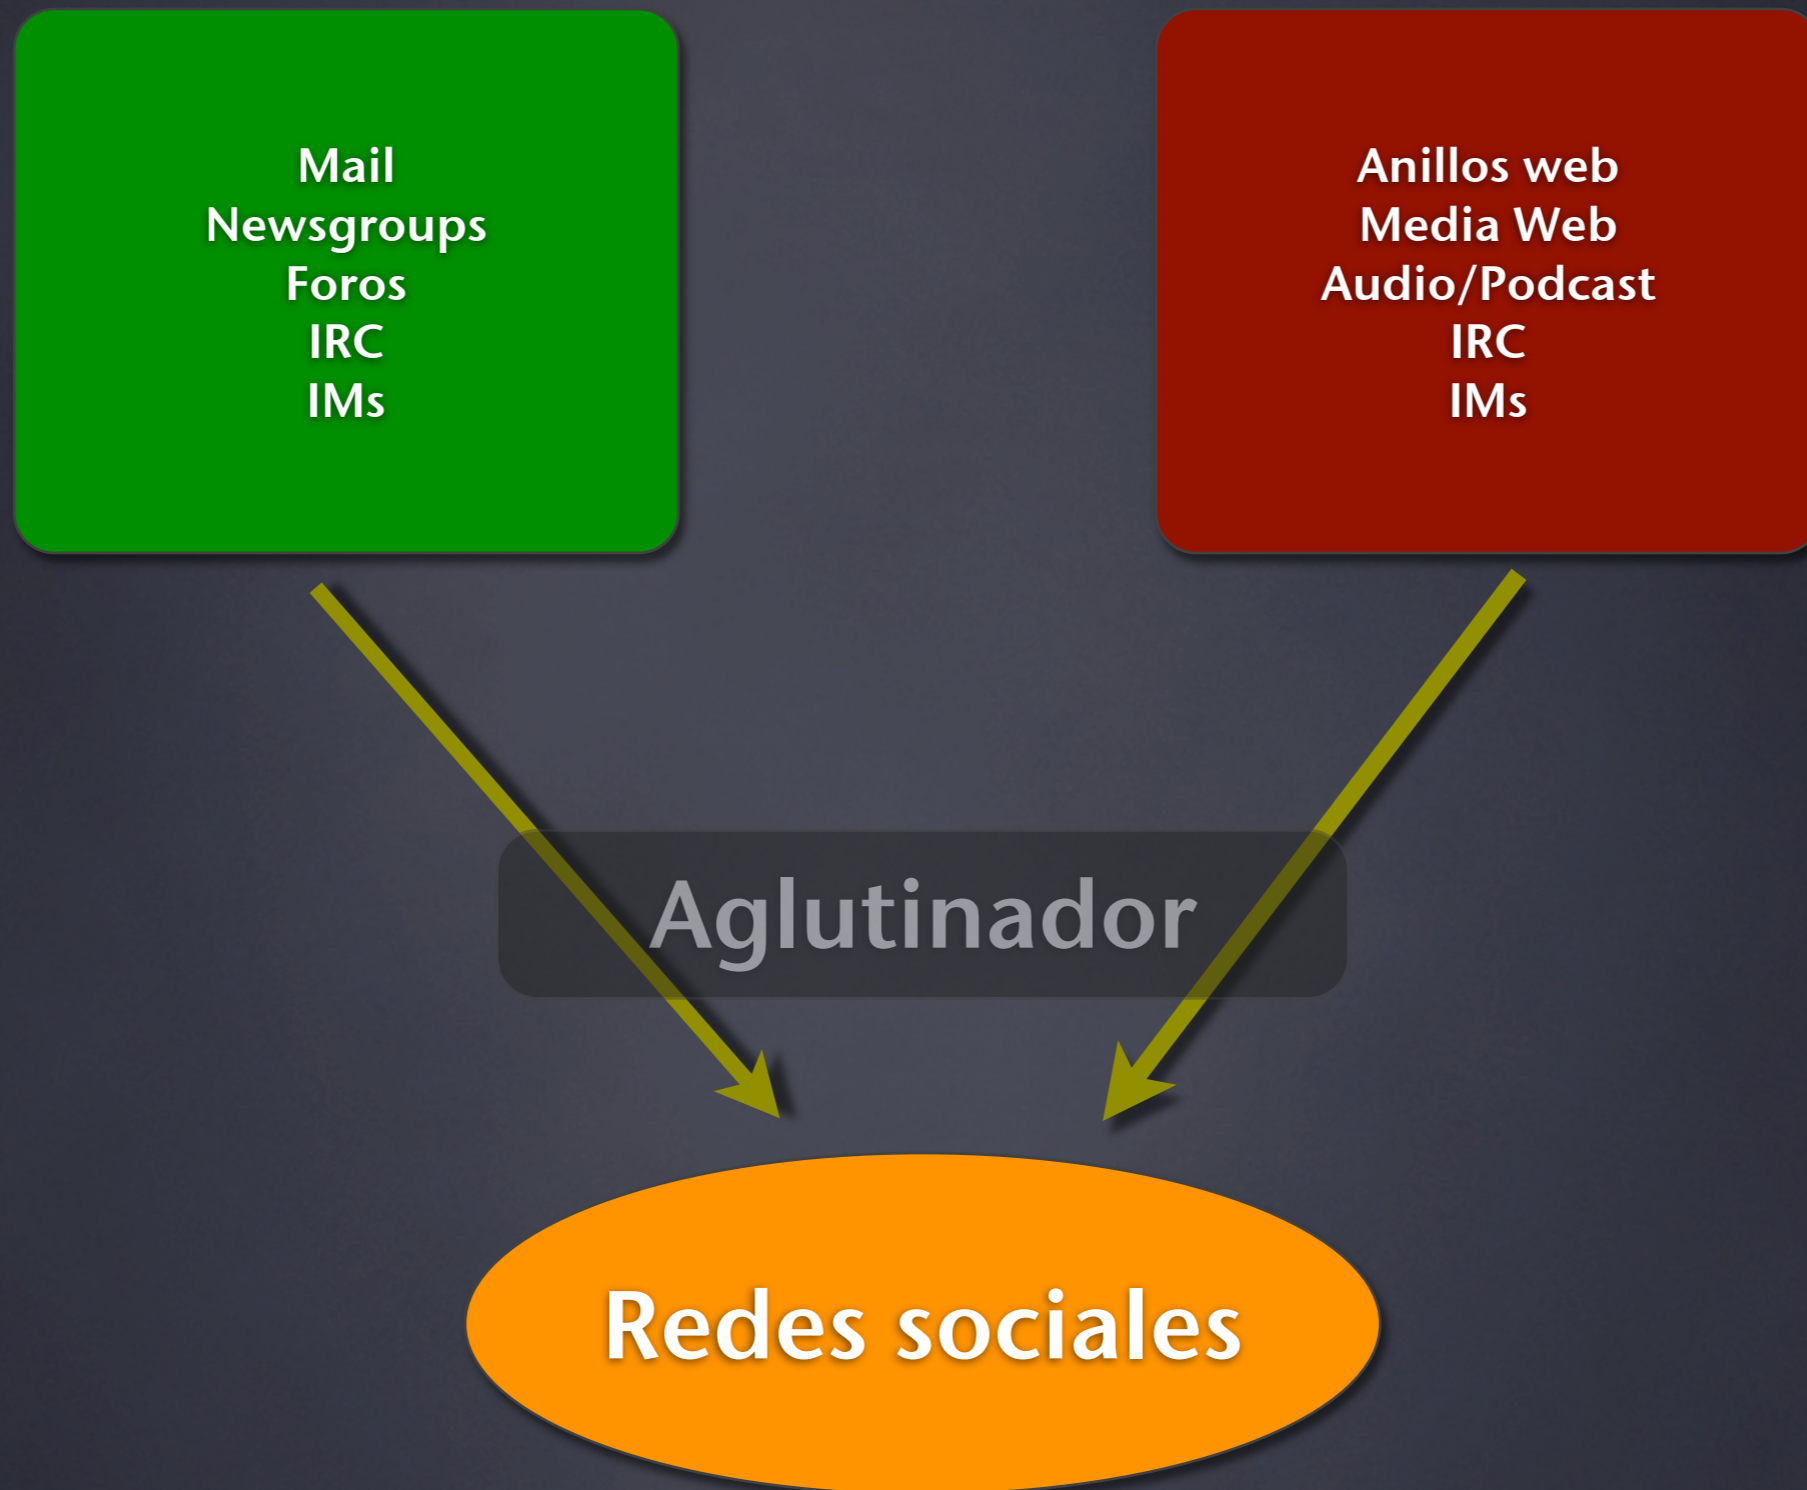 Mail
Newsgroups
Foros
IRC
IMs
Anillos web
Media Web
Audio/Podcast
IRC
IMs
Aglutinador
Redes sociales